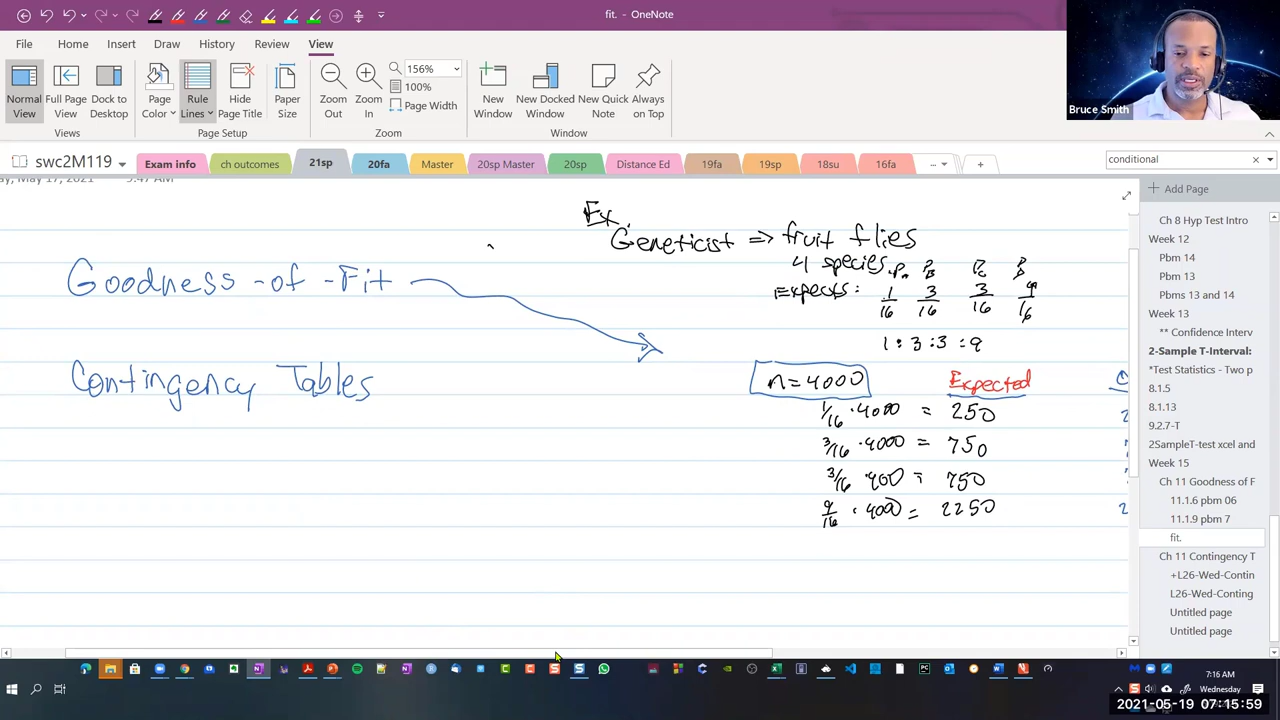 fit. - OneNote
File Home Insert Draw History Review View
156%
100%
Page Width
Normal View
Full Page View
Dock to Desktop
Page Color
Rule Lines
Hide Page Title
Paper Size
Zoom Out
Zoom In
New Window
New Docked Window
New Quick Note
Always on Top
Views Page Setup Zoom Window
Bruce Smith
swc2M119 Exam info ch outcomes 21sp 20fa Master 20sp Master 20sp Distance Ed 19fa 19sp 18su 16fa
conditional
ay, May 17, 2021 5:47 AM
Add Page
Ex.
Geneticist => fruit flies
4 species
Expects: 1/16 3/16 3/16 9/16
1 : 3 : 3 : 9
Goodness-of-Fit
Contingency Tables
n = 4000 Expected
1/16 · 4000 = 250
3/16 · 4000 = 750
3/16 · 400 = 750
9/16 · 4000 = 2250
Ch 8 Hyp Test Intro
Week 12
Pbm 14
Pbm 13
Pbms 13 and 14
Week 13
** Confidence Interv
2-Sample T-Interval:
*Test Statistics - Two p
8.1.5
8.1.13
9.2.7-T
2SampleT-test xcel and
Week 15
Ch 11 Goodness of F
11.1.6 pbm 06
11.1.9 pbm 7
fit.
Ch 11 Contingency T
+L26-Wed-Contin
L26-Wed-Conting
Untitled page
Untitled page
7:16 AM
Wednesday
2021-05-19 07:15:59